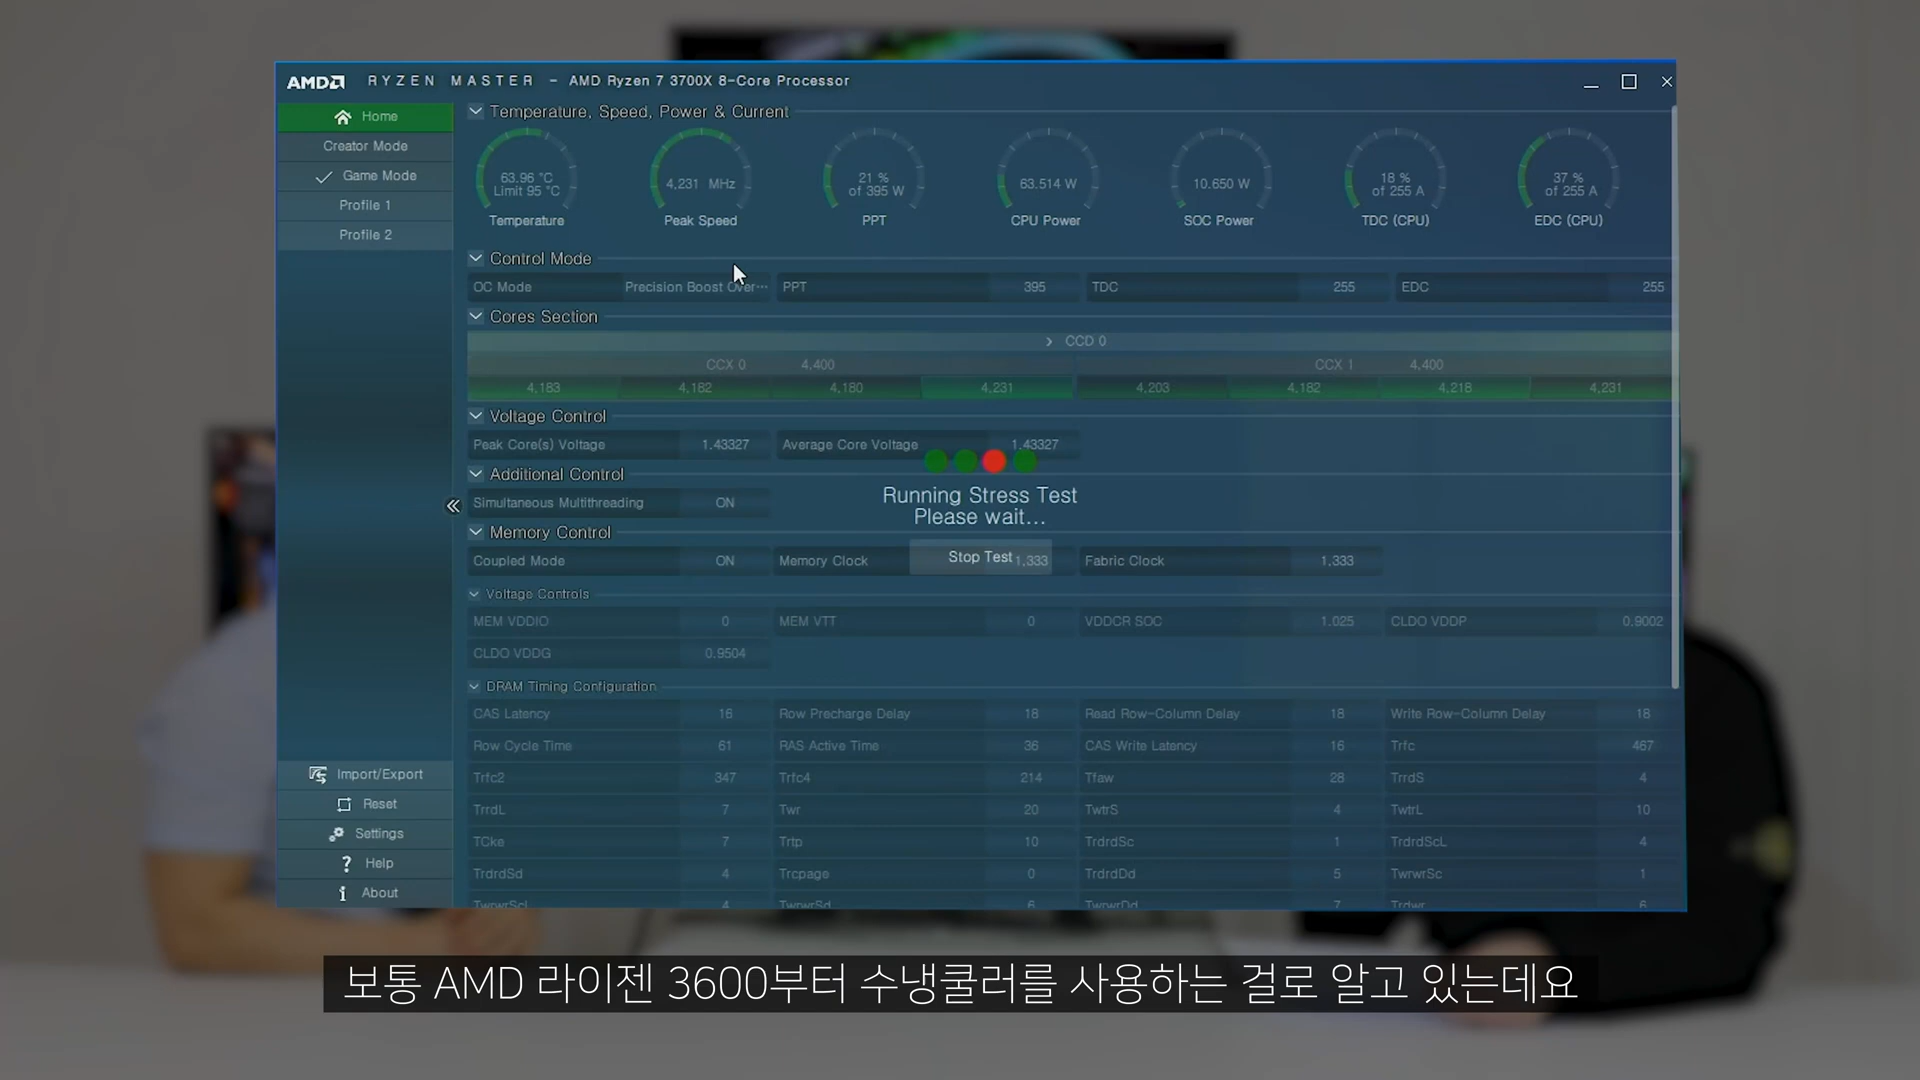 AMD RYZEN MASTER - AMD Ryzen 7 3700X 8-Core Processor
Home
Creator Mode
Game Mode
Profile 1
Profile 2
Import/Export
Reset
Settings
Help
About
Temperature, Speed, Power & Current
63.96 °C 4,231 MHz 21 % 63.514 W 10.650 W 18 % 37 %
Limit 95 °C of 395 W of 255 A of 255 A
Temperature Peak Speed PPT CPU Power SOC Power TDC (CPU) EDC (CPU)
Control Mode
OC Mode Precision Boost Over··· PPT 395 TDC 255 EDC 255
Cores Section
CCD 0
CCX 0 4,400 CCX 1 4,400
4,183 4,182 4,180 4,231 4,203 4,182 4,218 4,231
Voltage Control
Peak Core(s) Voltage 1.43327 Average Core Voltage 1.43327
Additional Control
Running Stress Test
Simultaneous Multithreading ON
Please wait...
Memory Control
Coupled Mode ON Memory Clock 1,333 Fabric Clock 1,333
Stop Test
Voltage Controls
MEM VDDIO 0 MEM VTT 0 VDDCR SOC 1.025 CLDO VDDP 0.9002
CLDO VDDG 0.9504
DRAM Timing Configuration
CAS Latency 16 Row Precharge Delay 18 Read Row-Column Delay 18 Write Row-Column Delay 18
Row Cycle Time 61 RAS Active Time 36 CAS Write Latency 16 Trfc 467
Trfc2 347 Trfc4 214 Tfaw 28 TrrdS 4
TrrdL 7 Twr 20 TwtrS 4 TwtrL 10
TCke 7 Trtp 10 TrdrdSc 1 TrdrdScL 4
TrdrdSd 4 Trcpage 0 TrdrdDd 5 TwrwrSc 1
TwrwrScL 4 TwrwrSd 6 TwrwrDd 7 Trdwr 6
보통 AMD 라이젠 3600부터 수냉쿨러를 사용하는 걸로 알고 있는데요